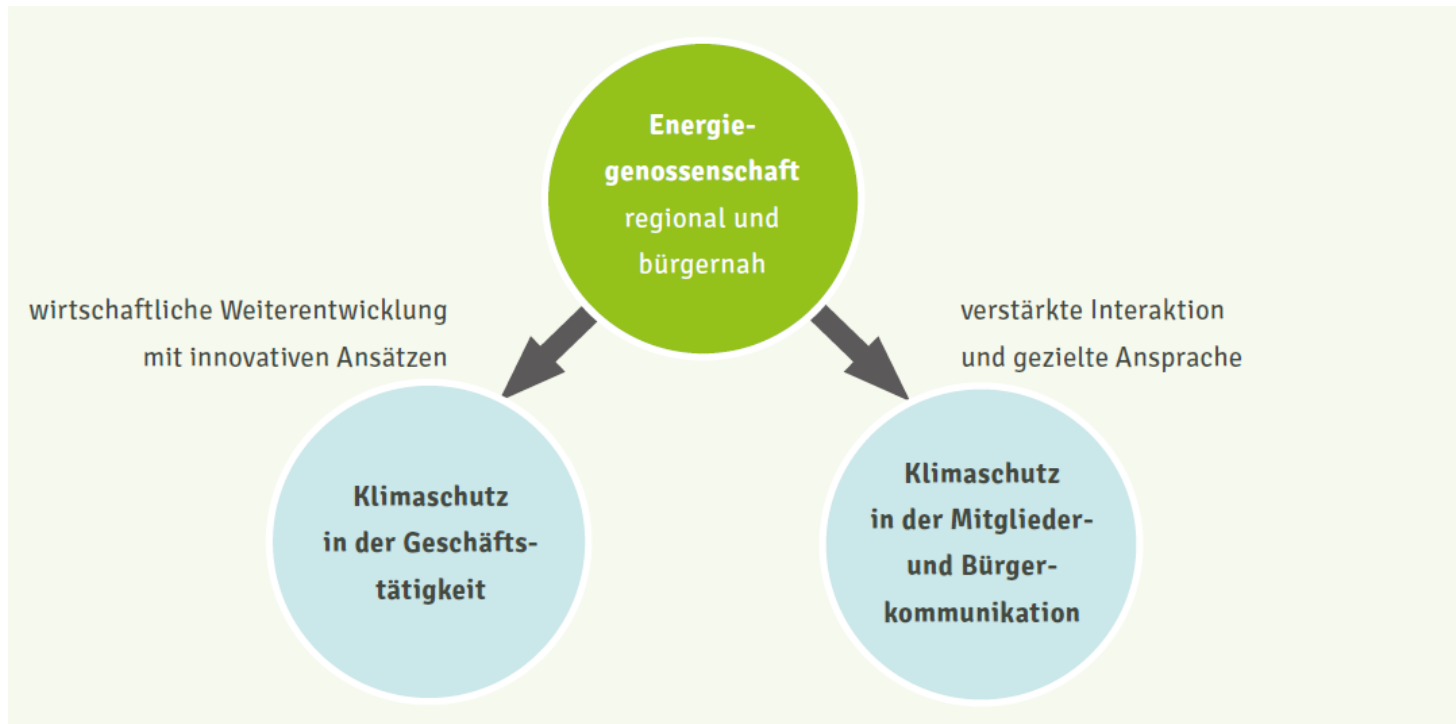 Energie-
genossenschaft
regional und
bürgernah
wirtschaftliche Weiterentwicklung
mit innovativen Ansätzen
verstärkte Interaktion
und gezielte Ansprache
Klimaschutz
in der Geschäfts-
tätigkeit
Klimaschutz
in der Mitglieder-
und Bürger-
kommunikation